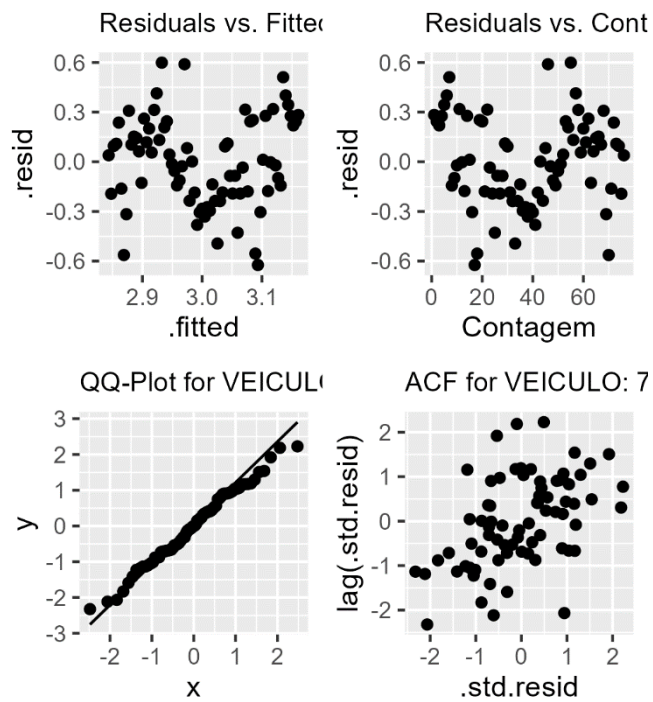 Residuals vs. Fitte
.resid
0.6
0.3
0.0
-0.3
-0.6
2.9 3.0 3.1
.fitted
Residuals vs. Cont
.resid
0.6
0.3
0.0
-0.3
-0.6
0 20 40 60
Contagem
QQ-Plot for VEICUL
y
3
2
1
0
-1
-2
-3
-2 -1 0 1 2
x
ACF for VEICULO: 7
lag(.std.resid)
2
1
0
-1
-2
-2 -1 0 1 2
.std.resid